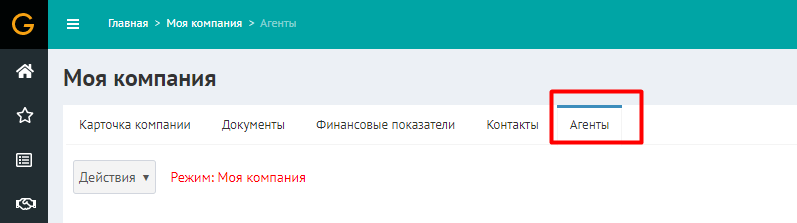 G
Главная > Моя компания > Агенты
Моя компания
Карточка компании Документы Финансовые показатели Контакты Агенты
Действия ▼ Режим: Моя компания